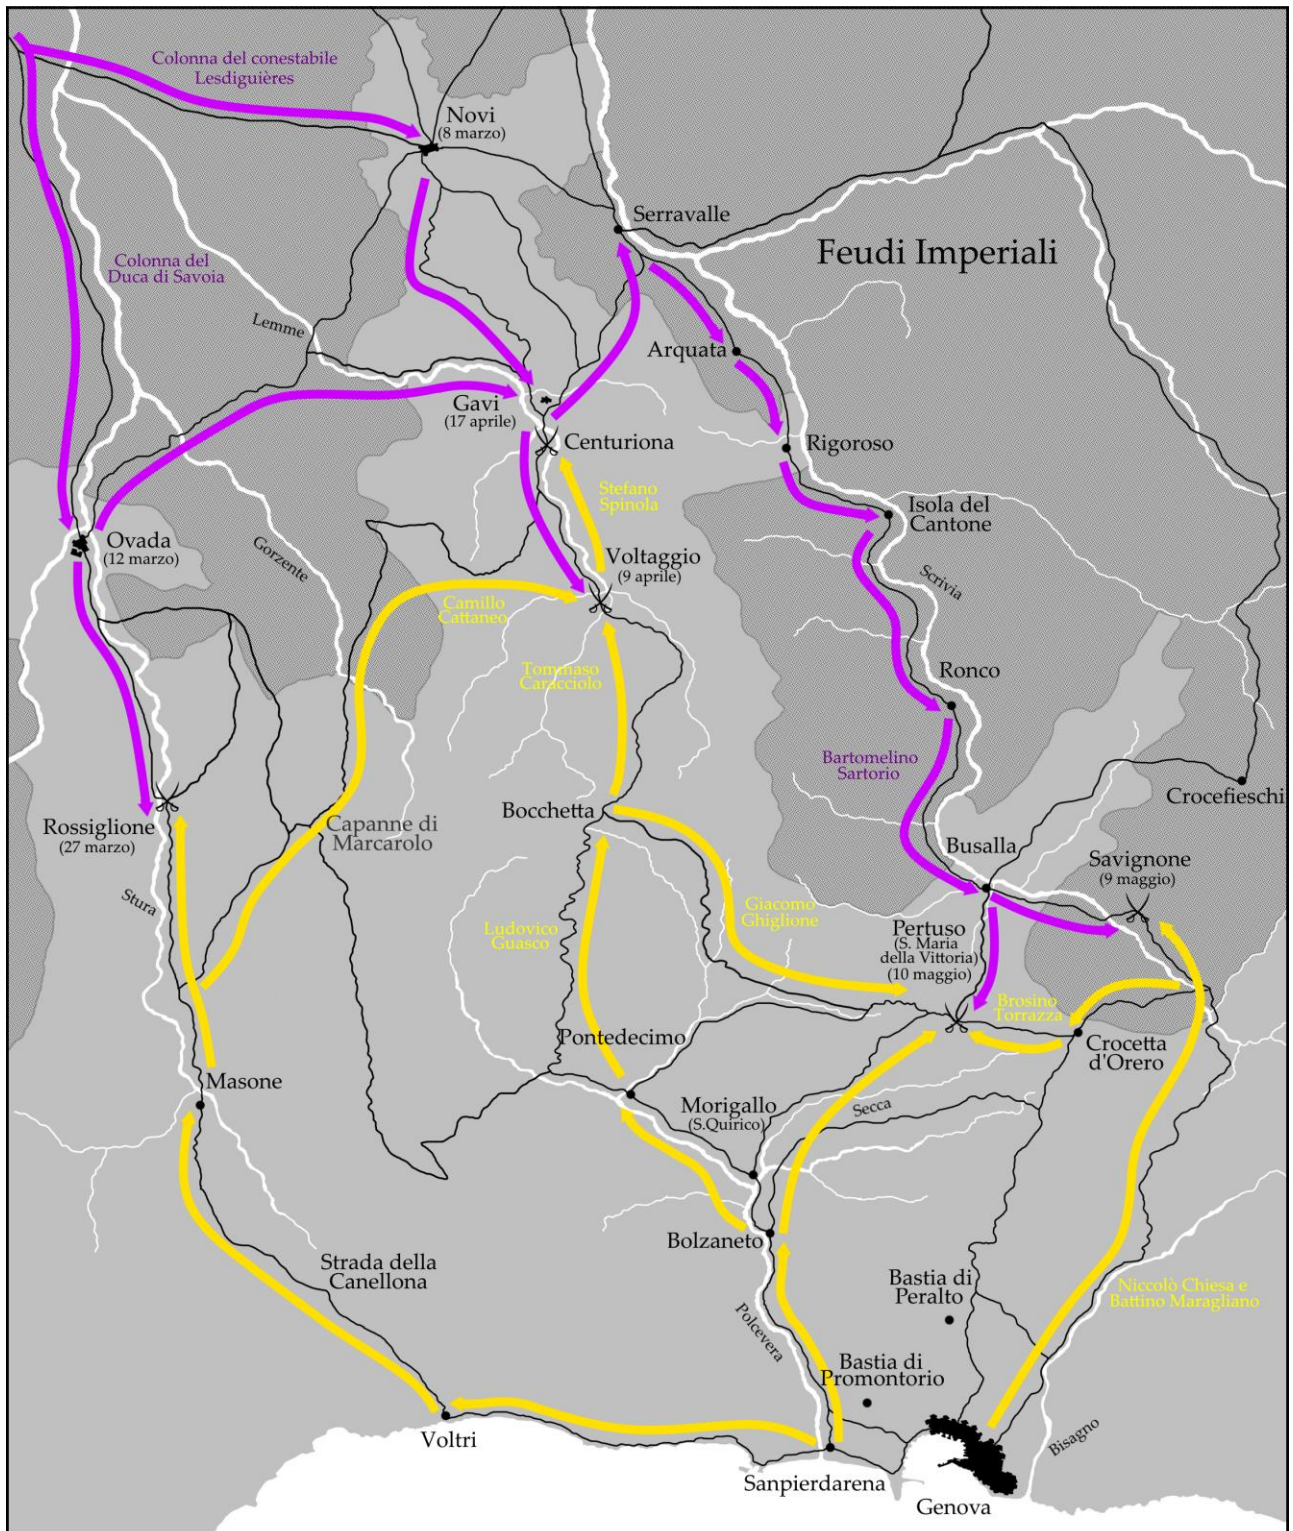 Colonna del conestabile
Lesdiguières
Novi
(8 marzo)
Serravalle
Feudi Imperiali
Colonna del
Duca di Savoia
Lemme
Arquata
Gavi
(17 aprile)
Centuriona
Rigoroso
Stefano
Spinola
Isola del
Cantone
Ovada
(12 marzo)
Gorzente
Voltaggio
(9 aprile)
Scrivia
Camillo
Cattaneo
Tommaso
Caracciolo
Ronco
Bartomelino
Sartorio
Crocefieschi
Bocchetta
Rossiglione
(27 marzo)
Capanne di
Marcarolo
Busalla
Savignone
(9 maggio)
Stura
Giacomo
Ghiglione
Ludovico
Guasco
Pertuso
(S. Maria
della Vittoria)
(10 maggio)
Brosino
Torrazza
Pontedecimo
Crocetta
d'Orero
Masone
Morigallo
(S.Quirico)
Secca
Bolzaneto
Strada della
Canellona
Bastia di
Peralto
Niccolò Chiesa e
Battino Maragliano
Polcevera
Bastia di
Promontorio
Voltri
Bisagno
Sanpierdarena
Genova